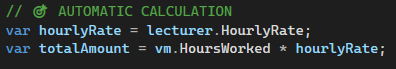 // 🎯 AUTOMATIC CALCULATION
var hourlyRate = lecturer.HourlyRate;
var totalAmount = vm.HoursWorked * hourlyRate;